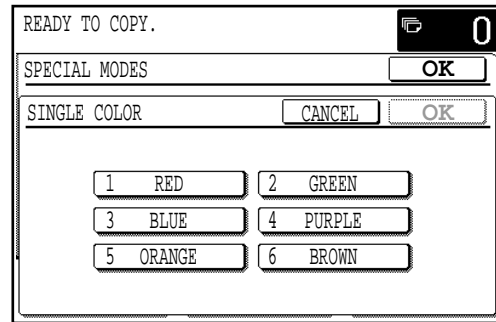 READY TO COPY. 0
SPECIAL MODES OK
SINGLE COLOR CANCEL OK
1 RED 2 GREEN
3 BLUE 4 PURPLE
5 ORANGE 6 BROWN